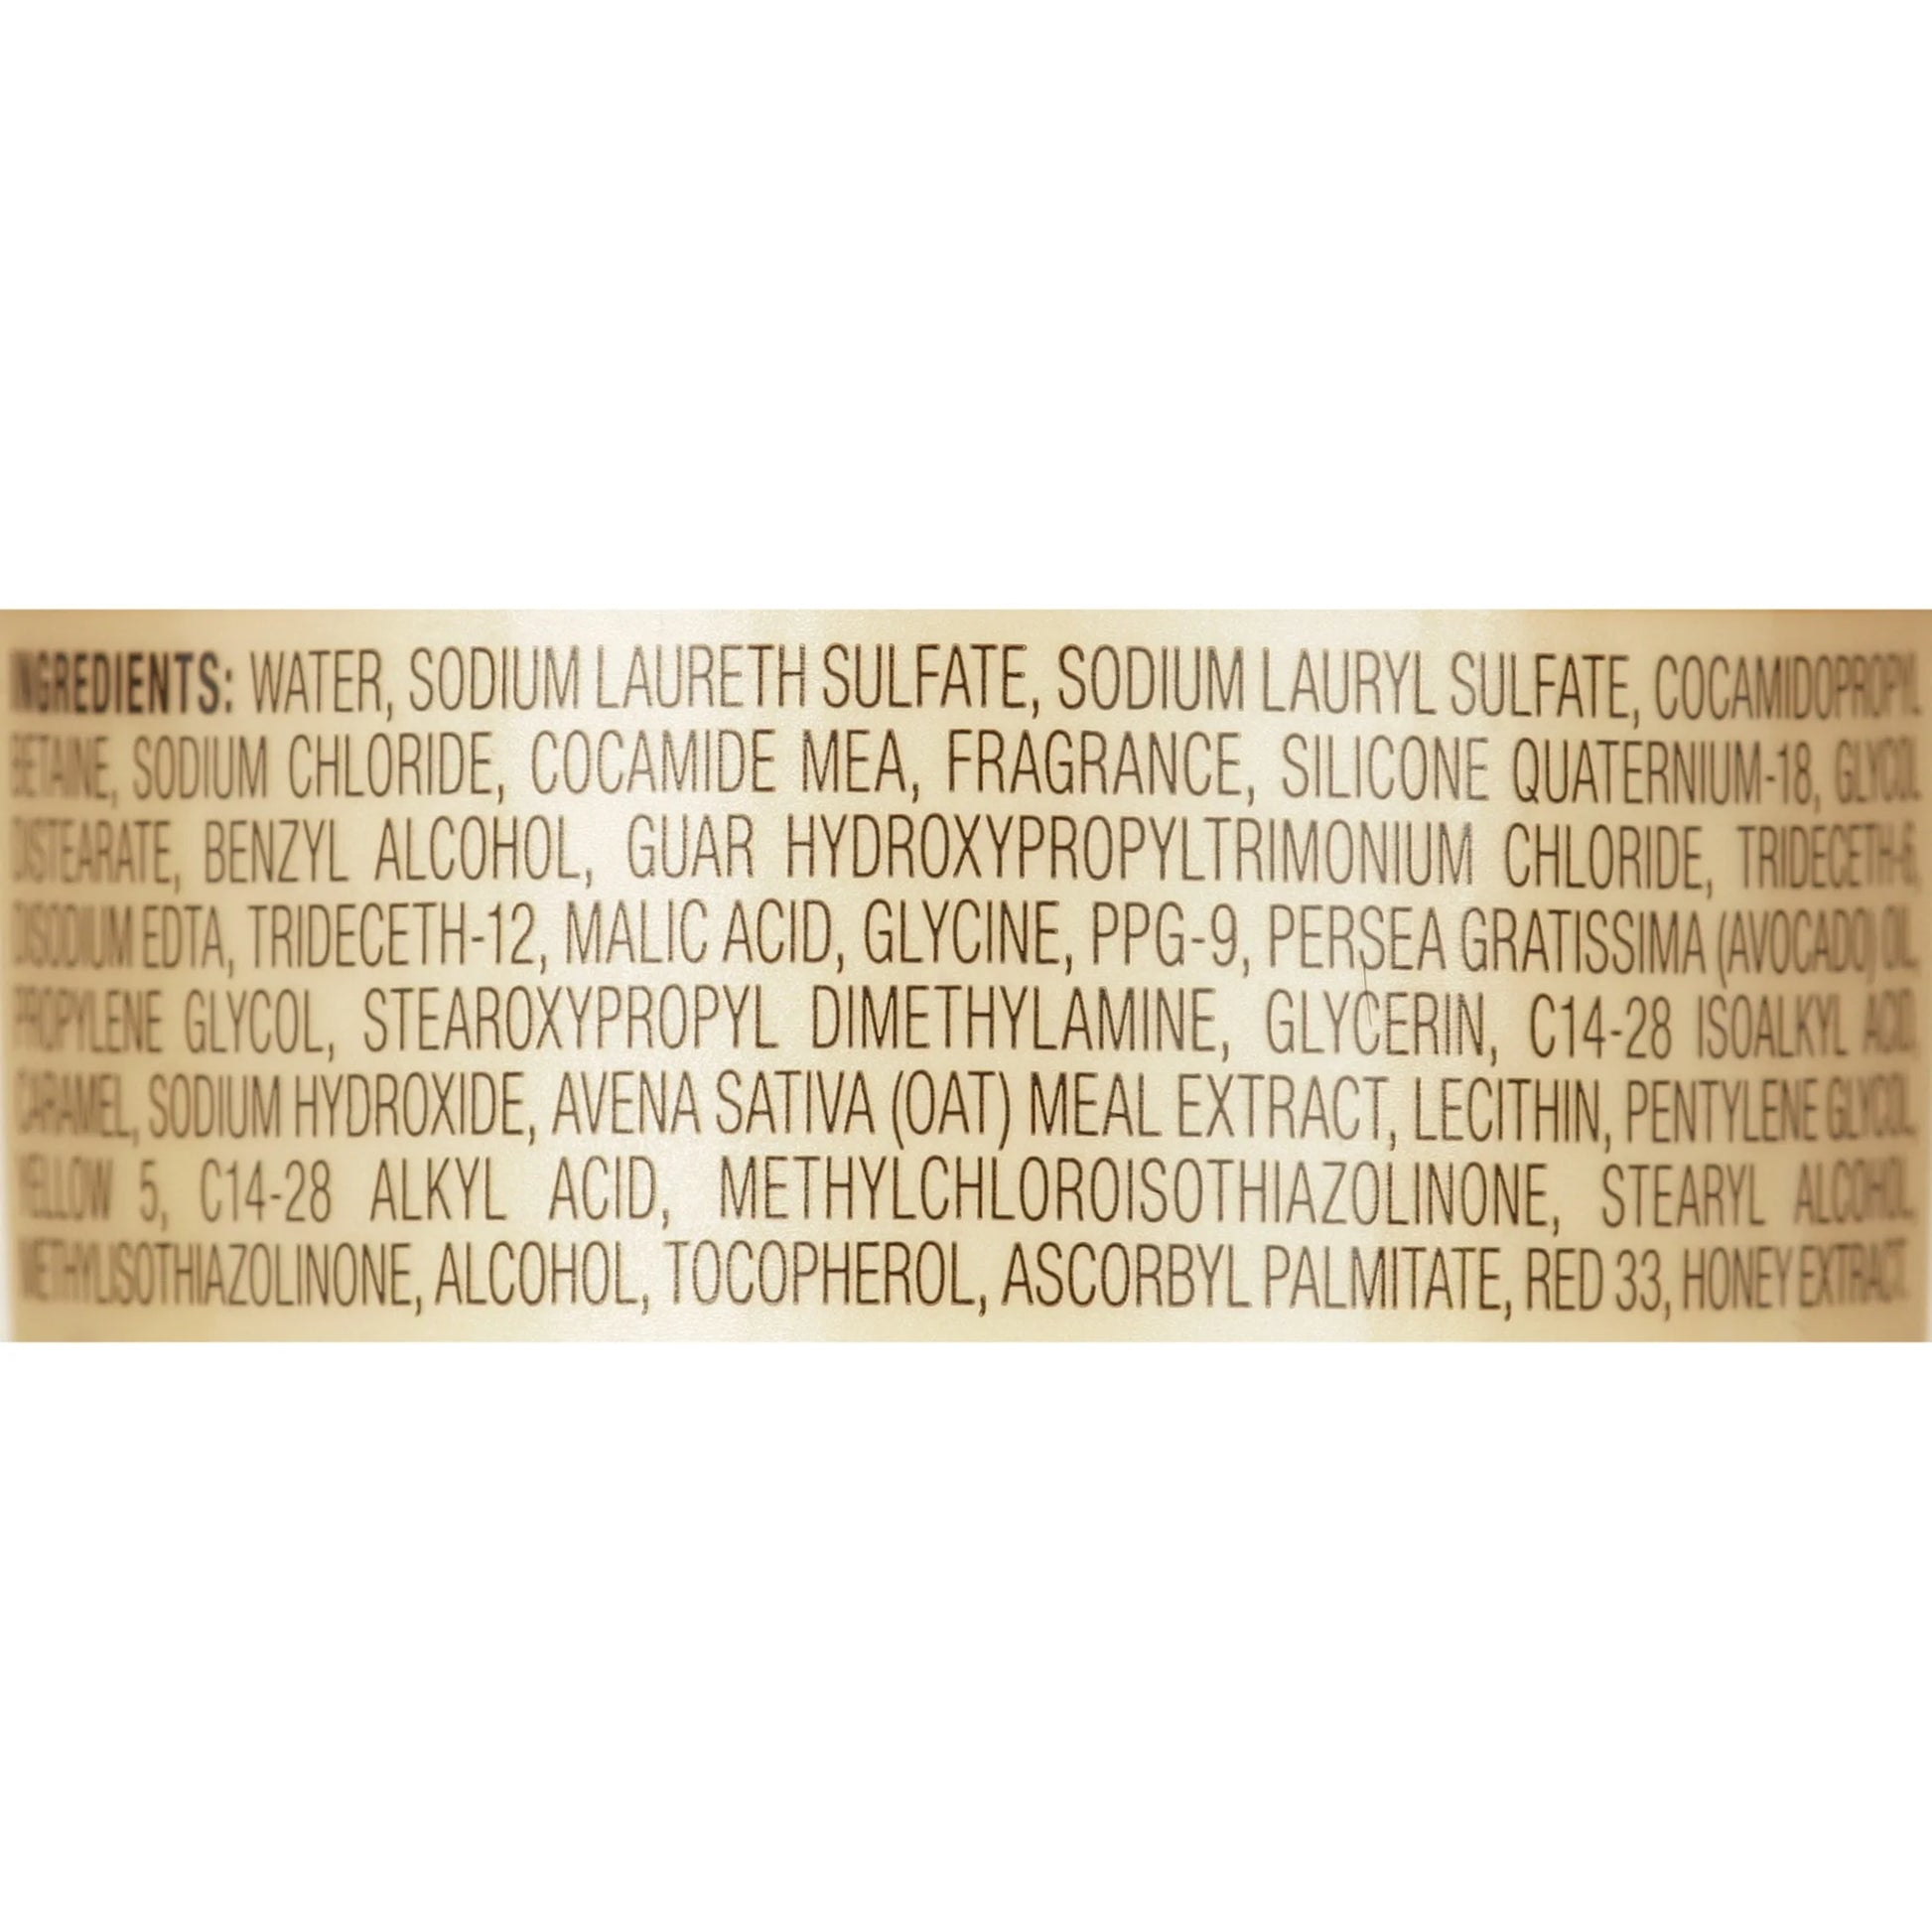 INGREDIENTS: WATER, SODIUM LAURETH SULFATE, SODIUM LAURYL SULFATE, COCAMIDOPROPYL
BETAINE, SODIUM CHLORIDE, COCAMIDE MEA, FRAGRANCE, SILICONE QUATERNIUM-18, GLYCOL
DISTEARATE, BENZYL ALCOHOL, GUAR HYDROXYPROPYLTRIMONIUM CHLORIDE, TRIDECETH-6,
DISODIUM EDTA, TRIDECETH-12, MALIC ACID, GLYCINE, PPG-9, PERSEA GRATISSIMA (AVOCADO) OIL,
PROPYLENE GLYCOL, STEAROXYPROPYL DIMETHYLAMINE, GLYCERIN, C14-28 ISOALKYL ACID,
CARAMEL, SODIUM HYDROXIDE, AVENA SATIVA (OAT) MEAL EXTRACT, LECITHIN, PENTYLENE GLYCOL,
YELLOW 5, C14-28 ALKYL ACID, METHYLCHLOROISOTHIAZOLINONE, STEARYL ALCOHOL,
METHYLISOTHIAZOLINONE, ALCOHOL, TOCOPHEROL, ASCORBYL PALMITATE, RED 33, HONEY EXTRACT.